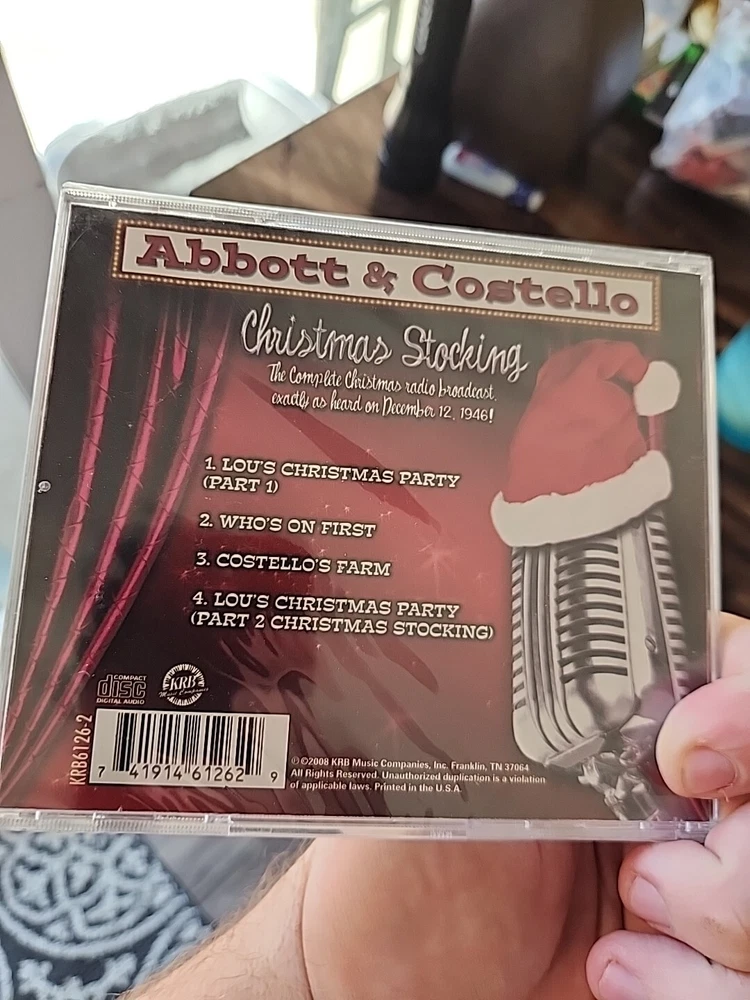 Abbott & Costello
Christmas Stocking
The Complete Christmas radio broadcast,
exactly as heard on December 12, 1946!
1. LOU'S CHRISTMAS PARTY
(PART 1)
2. WHO'S ON FIRST
3. COSTELLO'S FARM
4. LOU'S CHRISTMAS PARTY
(PART 2 CHRISTMAS STOCKING)
COMPACT
disc
DIGITAL AUDIO
KRB
Music Companies
KRB6126-2
7 41914 61262 9
℗©2008 KRB Music Companies, Inc. Franklin, TN 37064
All Rights Reserved. Unauthorized duplication is a violation
of applicable laws. Printed in the U.S.A.